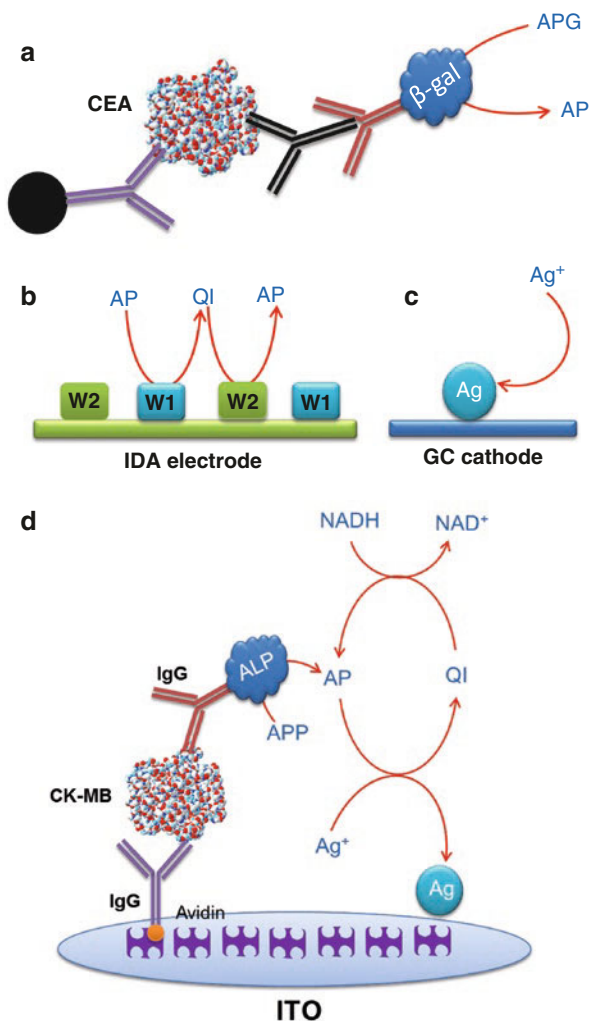 a
CEA
β-gal
APG
AP
b
AP QI AP
W2 W1 W2 W1
IDA electrode
c
Ag+
Ag
GC cathode
d
NADH NAD+
IgG
ALP
AP
QI
APP
CK-MB
Ag+
Ag
IgG
Avidin
ITO